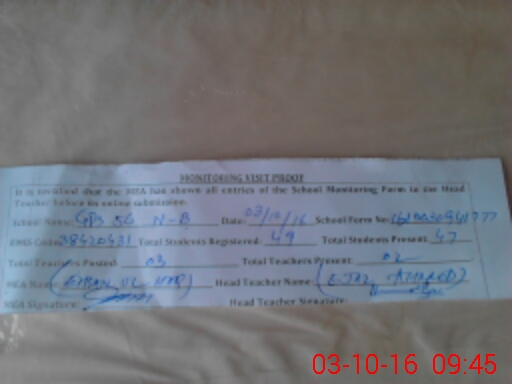 MONITORING VISIT PROOF
It is certified that the MEA has shown all entries of the School Monitoring Form to the Head
Teacher before its online submission.
School Name: GPS 56 N-B Date: 03/10/16 School Form No:
EMIS Code: 38420431 Total Students Registered: 49 Total Students Present: 47
Total Teachers Posted: 03 Total Teachers Present: 02
MEA Name: Head Teacher Name: (EJAZ AHMED)
MEA Signature: Head Teacher Signature:
03-10-16 09:45